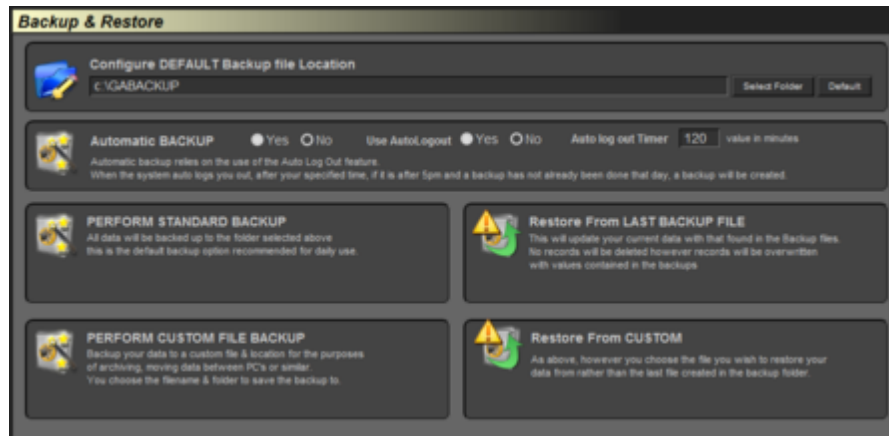 Backup & Restore
Configure DEFAULT Backup file Location
c:\GABACKUP
Select Folder
Default
Automatic BACKUP
Yes
No
Use AutoLogout
Yes
No
Auto log out Timer
120
value in minutes
Automatic backup relies on the use of the Auto Log Out feature.
When the system auto logs you out, after your specified time, if it is after 5pm and a backup has not already been done that day, a backup will be created.
PERFORM STANDARD BACKUP
All data will be backed up to the folder selected above
this is the default backup option recommended for daily use.
Restore From LAST BACKUP FILE
This will update your current data with that found in the Backup files.
No records will be deleted however records will be overwritten
with values contained in the backups
PERFORM CUSTOM FILE BACKUP
Backup your data to a custom file & location for the purposes
of archiving, moving data between PC's or similar.
You choose the filename & folder to save the backup to.
Restore From CUSTOM
As above, however you choose the file you wish to restore your
data from rather than the last file created in the backup folder.